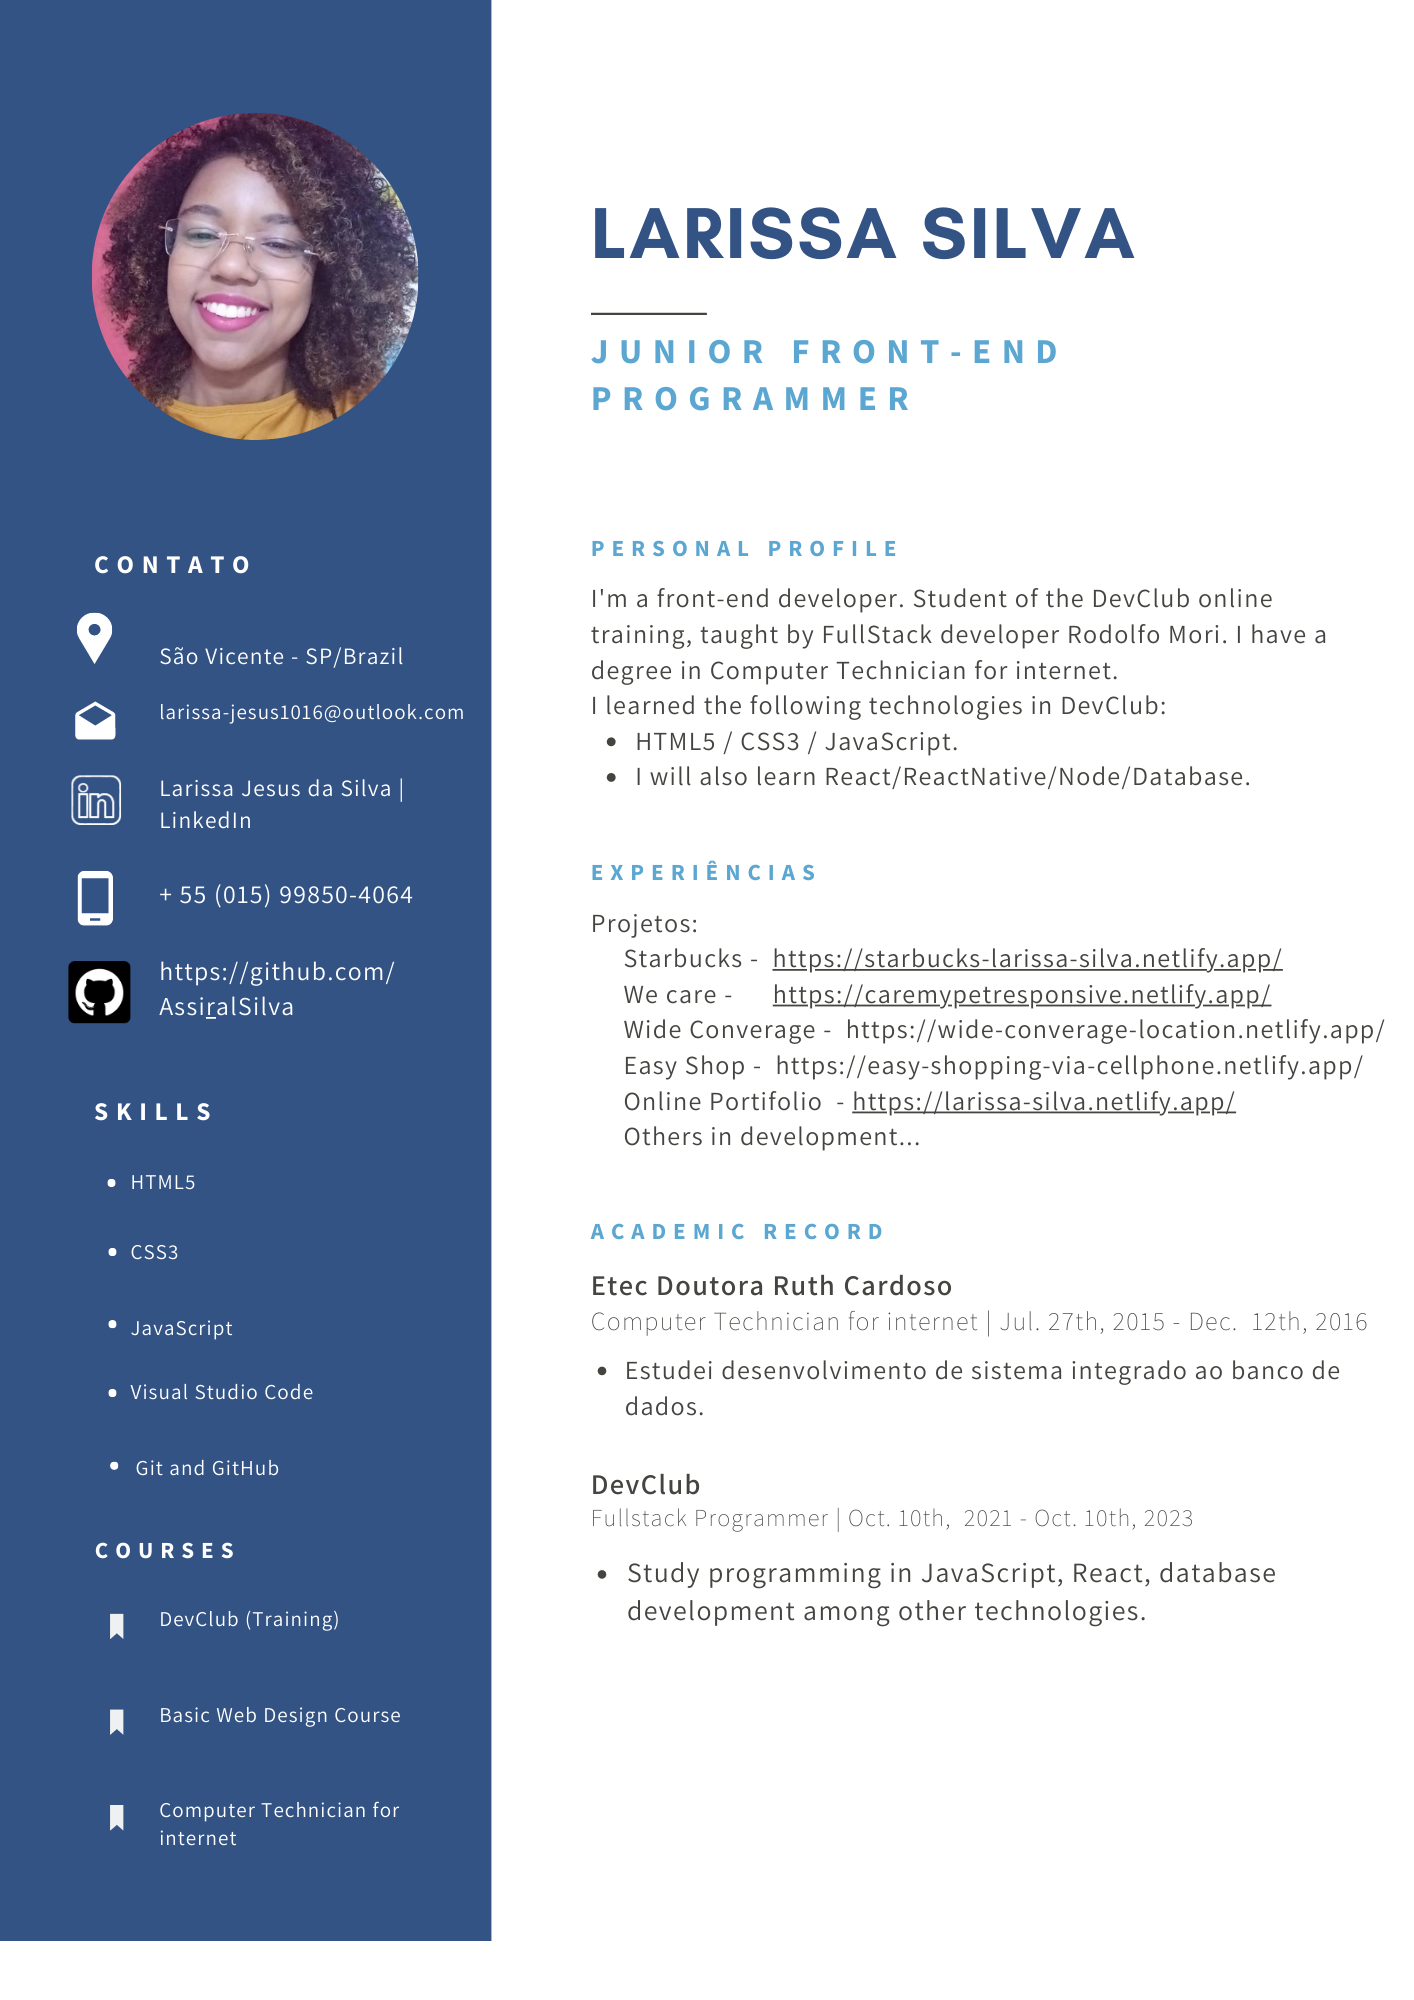 LARISSA SILVA
JUNIOR FRONT-END
PROGRAMMER
CONTATO
São Vicente - SP/Brazil
larissa-jesus1016@outlook.com
in
Larissa Jesus da Silva |
LinkedIn
+ 55 (015) 99850-4064
https://github.com/
AssiralSilva
SKILLS
• HTML5
• CSS3
• JavaScript
• Visual Studio Code
• Git and GitHub
COURSES
DevClub (Training)
Basic Web Design Course
Computer Technician for
internet
PERSONAL PROFILE
I'm a front-end developer. Student of the DevClub online
training, taught by FullStack developer Rodolfo Mori. I have a
degree in Computer Technician for internet.
I learned the following technologies in DevClub:
• HTML5 / CSS3 / JavaScript.
• I will also learn React/ReactNative/Node/Database.
EXPERIÊNCIAS
Projetos:
Starbucks - https://starbucks-larissa-silva.netlify.app/
We care - https://caremypetresponsive.netlify.app/
Wide Converage - https://wide-converage-location.netlify.app/
Easy Shop - https://easy-shopping-via-cellphone.netlify.app/
Online Portifolio - https://larissa-silva.netlify.app/
Others in development...
ACADEMIC RECORD
Etec Doutora Ruth Cardoso
Computer Technician for internet | Jul. 27th, 2015 - Dec. 12th, 2016
• Estudei desenvolvimento de sistema integrado ao banco de
dados.
DevClub
Fullstack Programmer | Oct. 10th, 2021 - Oct. 10th, 2023
• Study programming in JavaScript, React, database
development among other technologies.